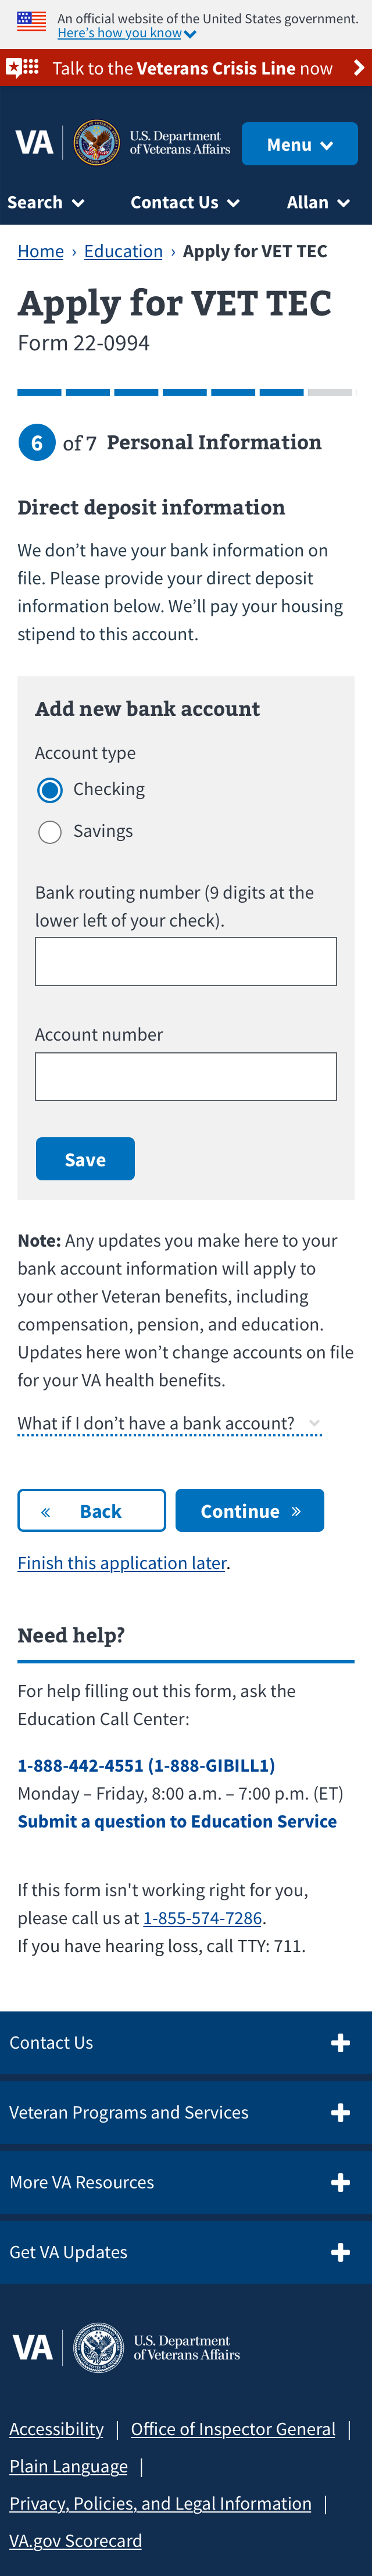 An official website of the United States government.
Here’s how you know
Talk to the Veterans Crisis Line now
VA
U.S. Department
of Veterans Affairs
Menu
Search
Contact Us
Allan
Home › Education › Apply for VET TEC
Apply for VET TEC
Form 22-0994
6 of 7 Personal Information
Direct deposit information
We don’t have your bank information on
file. Please provide your direct deposit
information below. We’ll pay your housing
stipend to this account.
Add new bank account
Account type
Checking
Savings
Bank routing number (9 digits at the
lower left of your check).
Account number
Save
Note: Any updates you make here to your
bank account information will apply to
your other Veteran benefits, including
compensation, pension, and education.
Updates here won’t change accounts on file
for your VA health benefits.
What if I don’t have a bank account?
« Back
Continue »
Finish this application later.
Need help?
For help filling out this form, ask the
Education Call Center:
1-888-442-4551 (1-888-GIBILL1)
Monday – Friday, 8:00 a.m. – 7:00 p.m. (ET)
Submit a question to Education Service
If this form isn't working right for you,
please call us at 1-855-574-7286.
If you have hearing loss, call TTY: 711.
Contact Us
Veteran Programs and Services
More VA Resources
Get VA Updates
VA
U.S. Department
of Veterans Affairs
Accessibility | Office of Inspector General |
Plain Language |
Privacy, Policies, and Legal Information |
VA.gov Scorecard